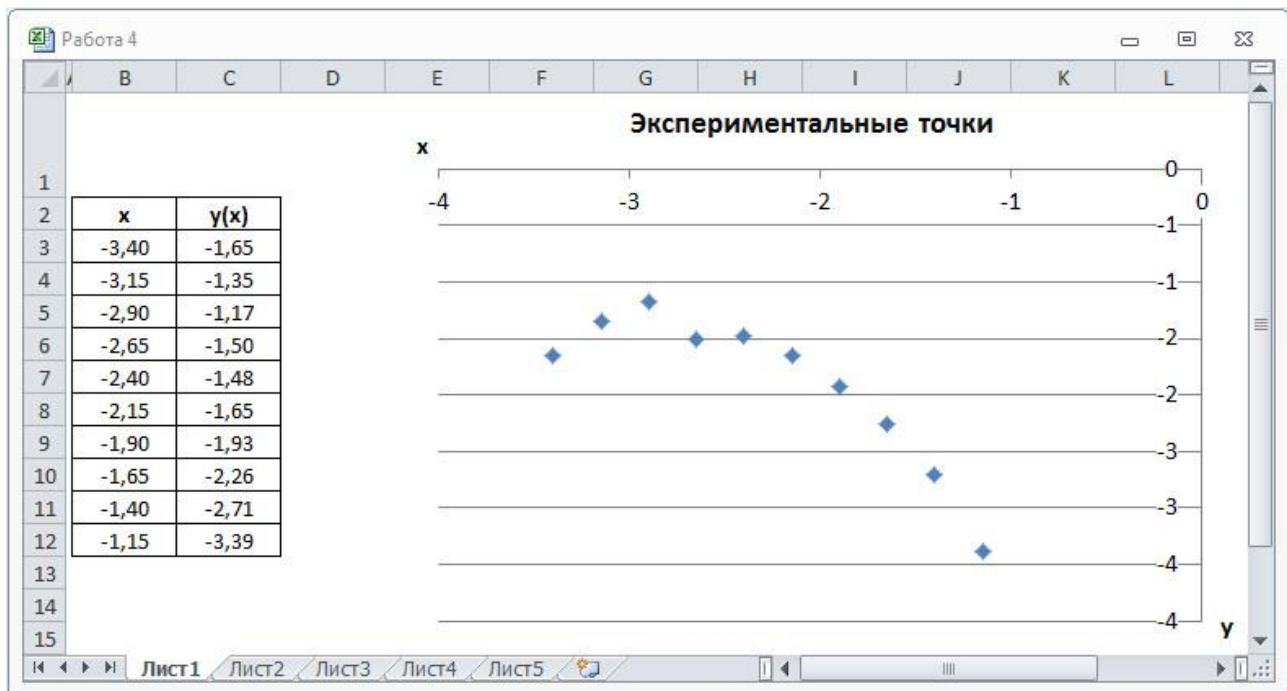 Работа 4
A B C D E F G H I J K L
Экспериментальные точки
x
1 0
-4 -3 -2 -1 0
2 x y(x)
-1
3 -3,40 -1,65
4 -3,15 -1,35
-1
5 -2,90 -1,17
6 -2,65 -1,50
-2
7 -2,40 -1,48
8 -2,15 -1,65
-2
9 -1,90 -1,93
-3
10 -1,65 -2,26
11 -1,40 -2,71
-3
12 -1,15 -3,39
-4
13
14
-4
15 y
Лист1 Лист2 Лист3 Лист4 Лист5